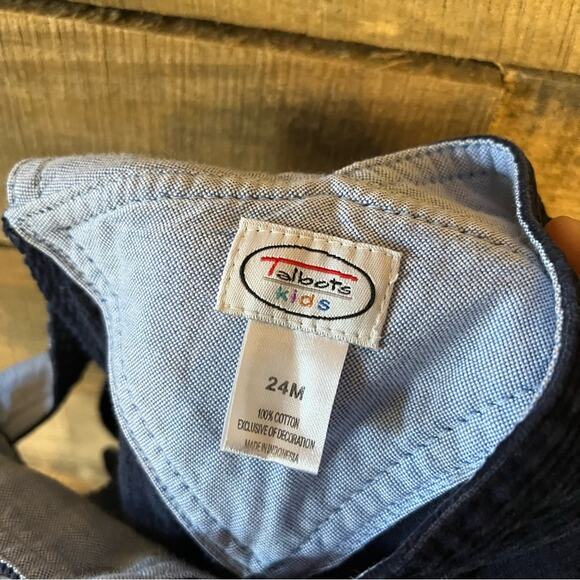 Talbots
kids
24M
100% COTTON
EXCLUSIVE OF DECORATION
MADE IN INDONESIA